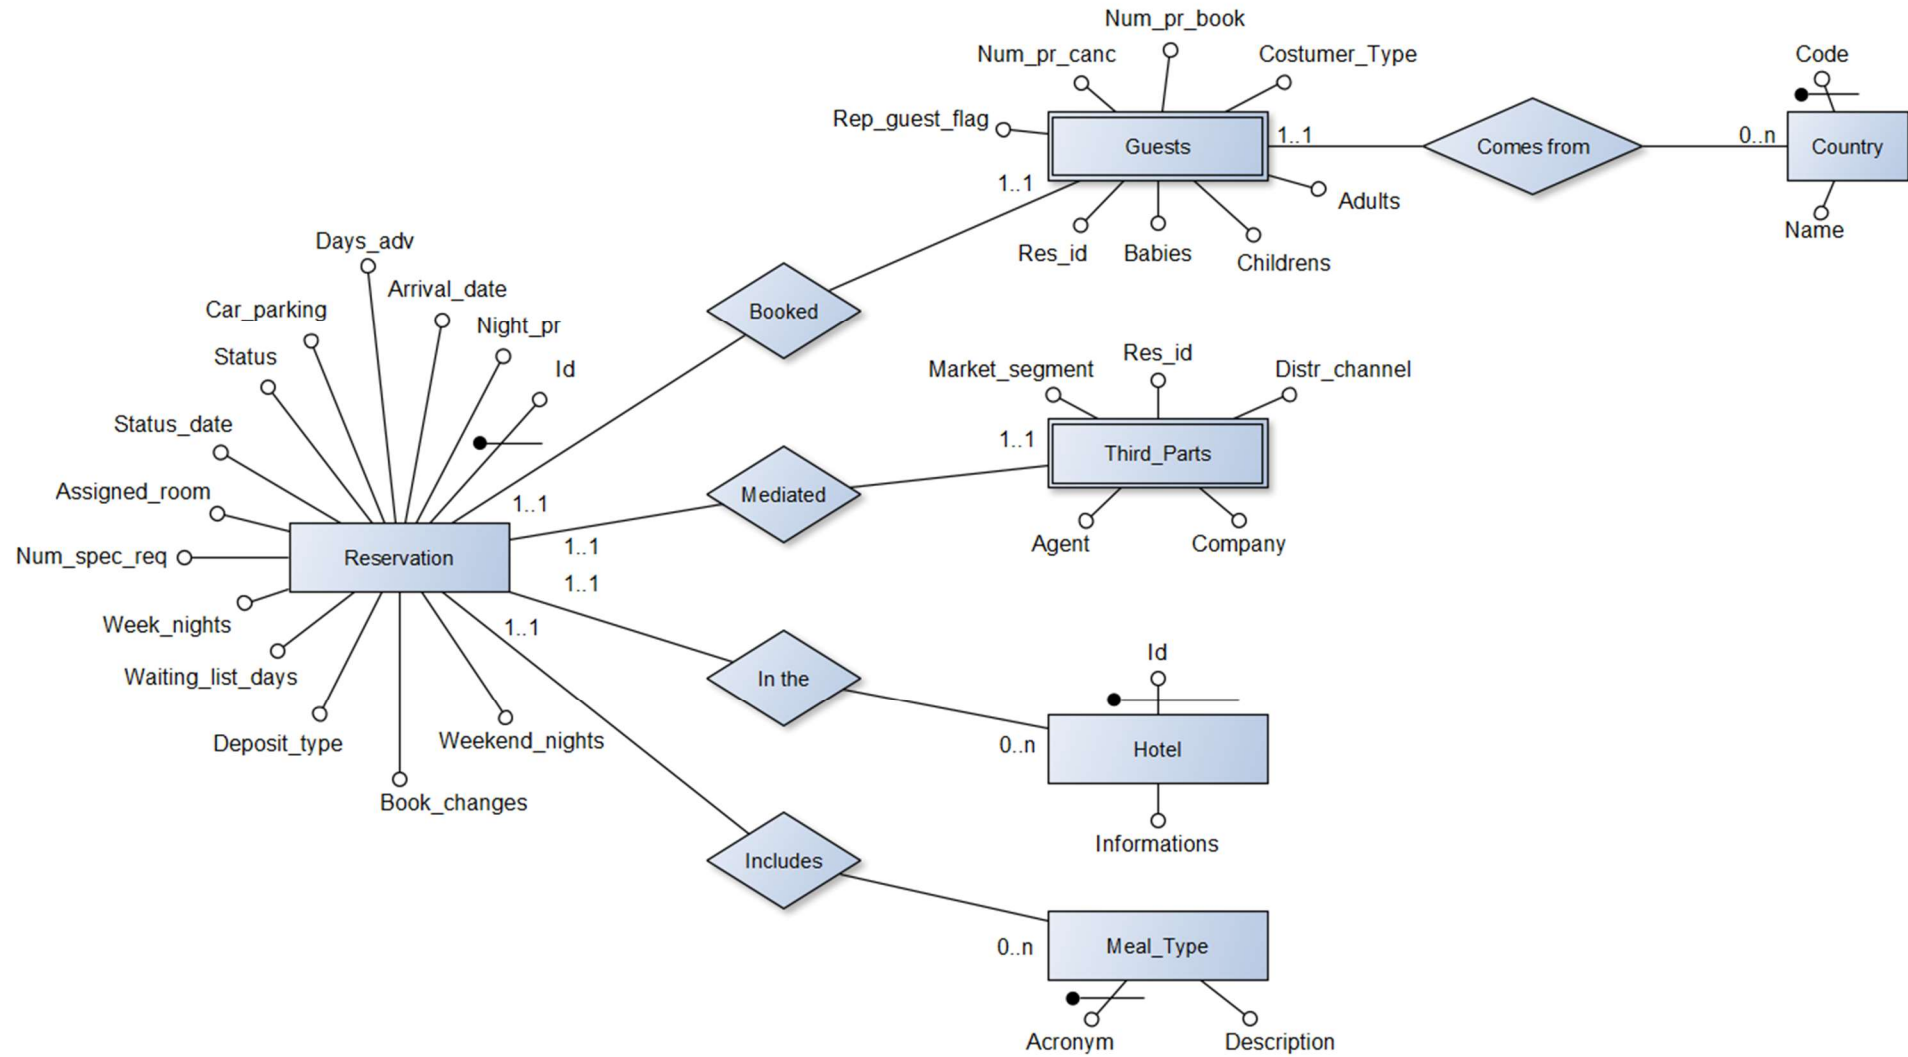 Num_pr_book
Num_pr_canc
Costumer_Type
Code
Rep_guest_flag
Guests
1..1
Comes from
0..n
Country
1..1
Adults
Name
Res_id
Babies
Childrens
Days_adv
Arrival_date
Car_parking
Night_pr
Booked
Status
Id
Market_segment
Res_id
Distr_channel
Status_date
1..1
Third_Parts
Assigned_room
1..1
Mediated
Agent
Company
Num_spec_req
Reservation
1..1
1..1
Week_nights
1..1
Waiting_list_days
In the
Id
Deposit_type
Weekend_nights
0..n
Hotel
Book_changes
Informations
Includes
0..n
Meal_Type
Acronym
Description